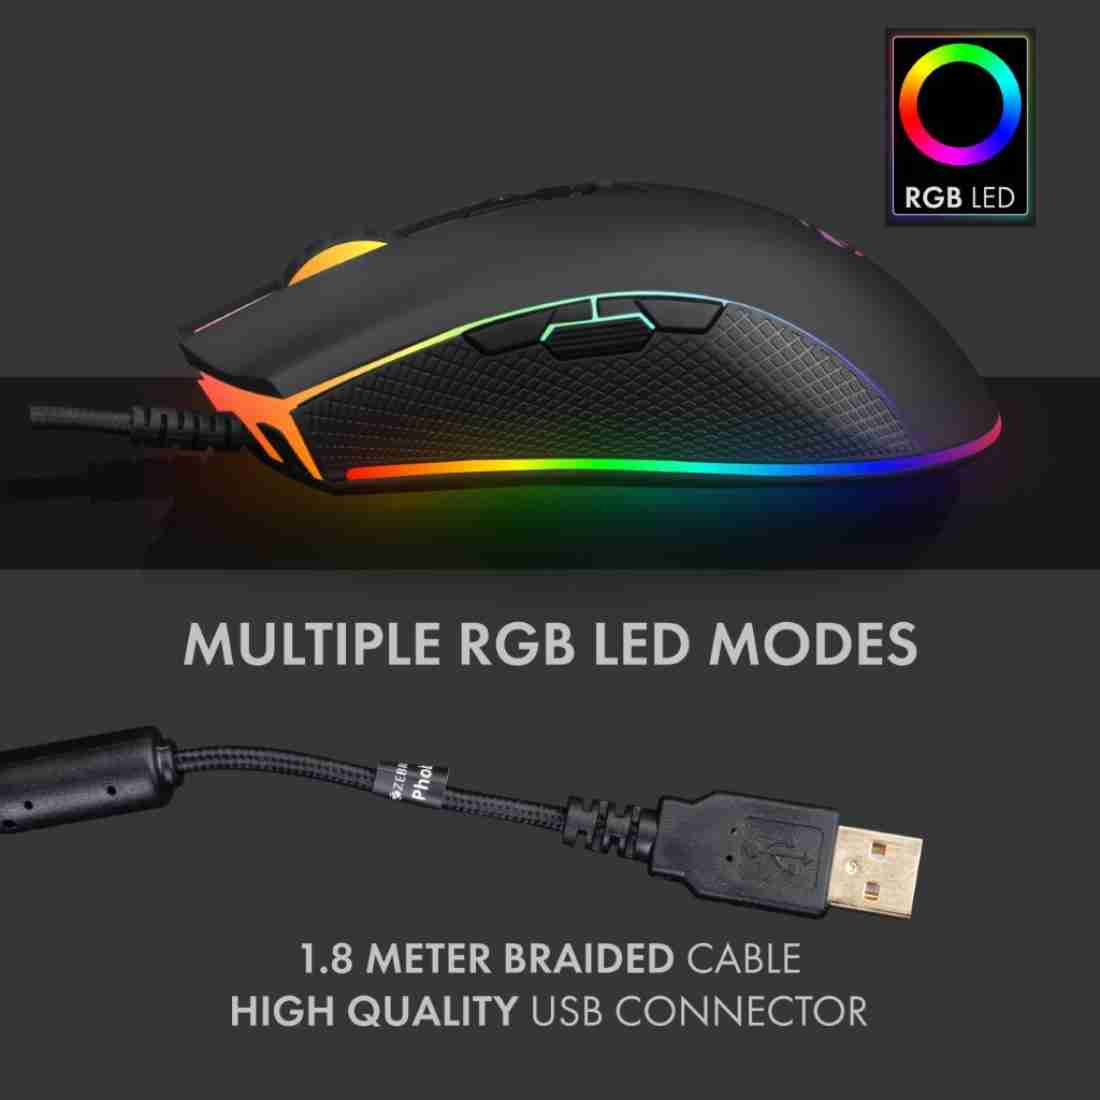 RGB LED
MULTIPLE RGB LED MODES
1.8 METER BRAIDED CABLE
HIGH QUALITY USB CONNECTOR